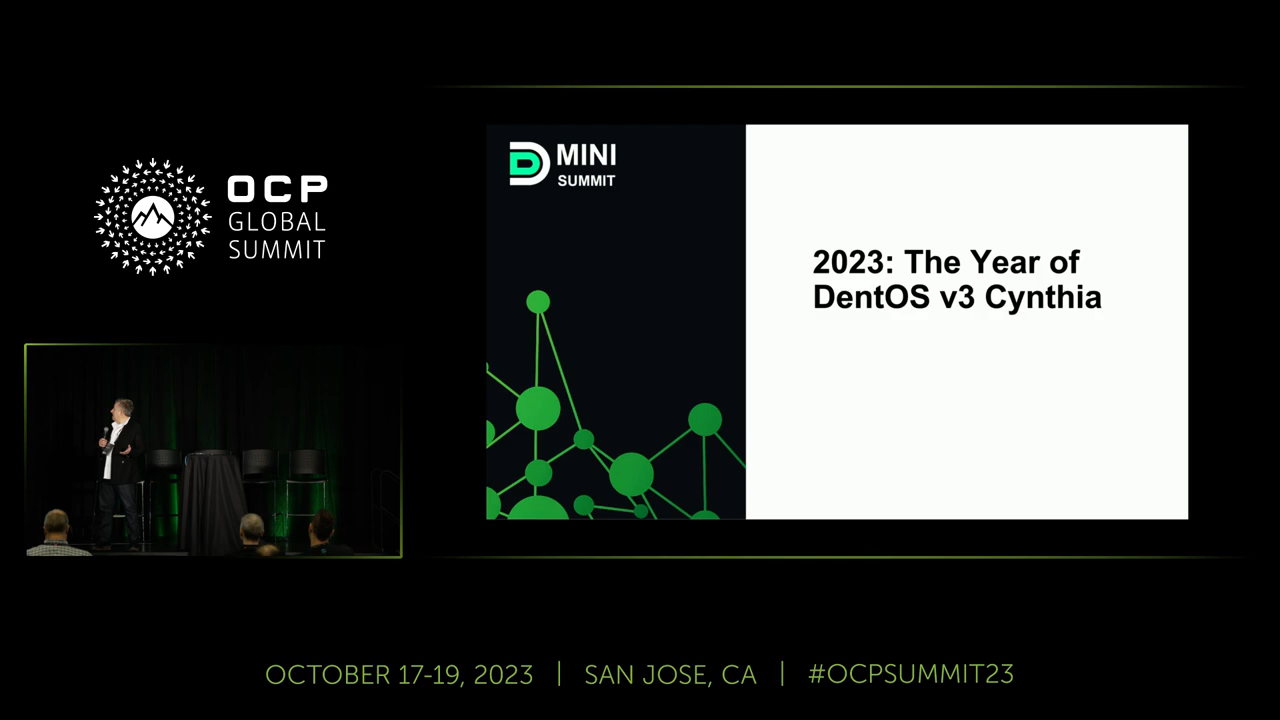 OCP
GLOBAL
SUMMIT
MINI
SUMMIT
2023: The Year of
DentOS v3 Cynthia
OCTOBER 17-19, 2023 | SAN JOSE, CA | #OCPSUMMIT23